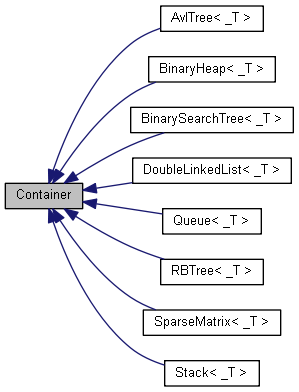 AvlTree< _T >
BinaryHeap< _T >
BinarySearchTree< _T >
DoubleLinkedList< _T >
Container
Queue< _T >
RBTree< _T >
SparseMatrix< _T >
Stack< _T >